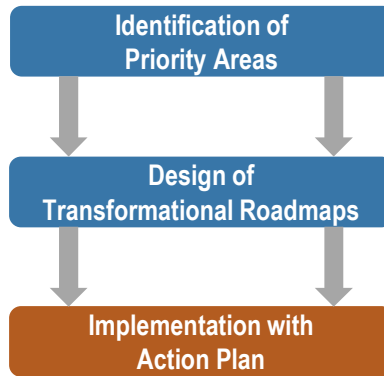 Identification of
Priority Areas
Design of
Transformational Roadmaps
Implementation with
Action Plan